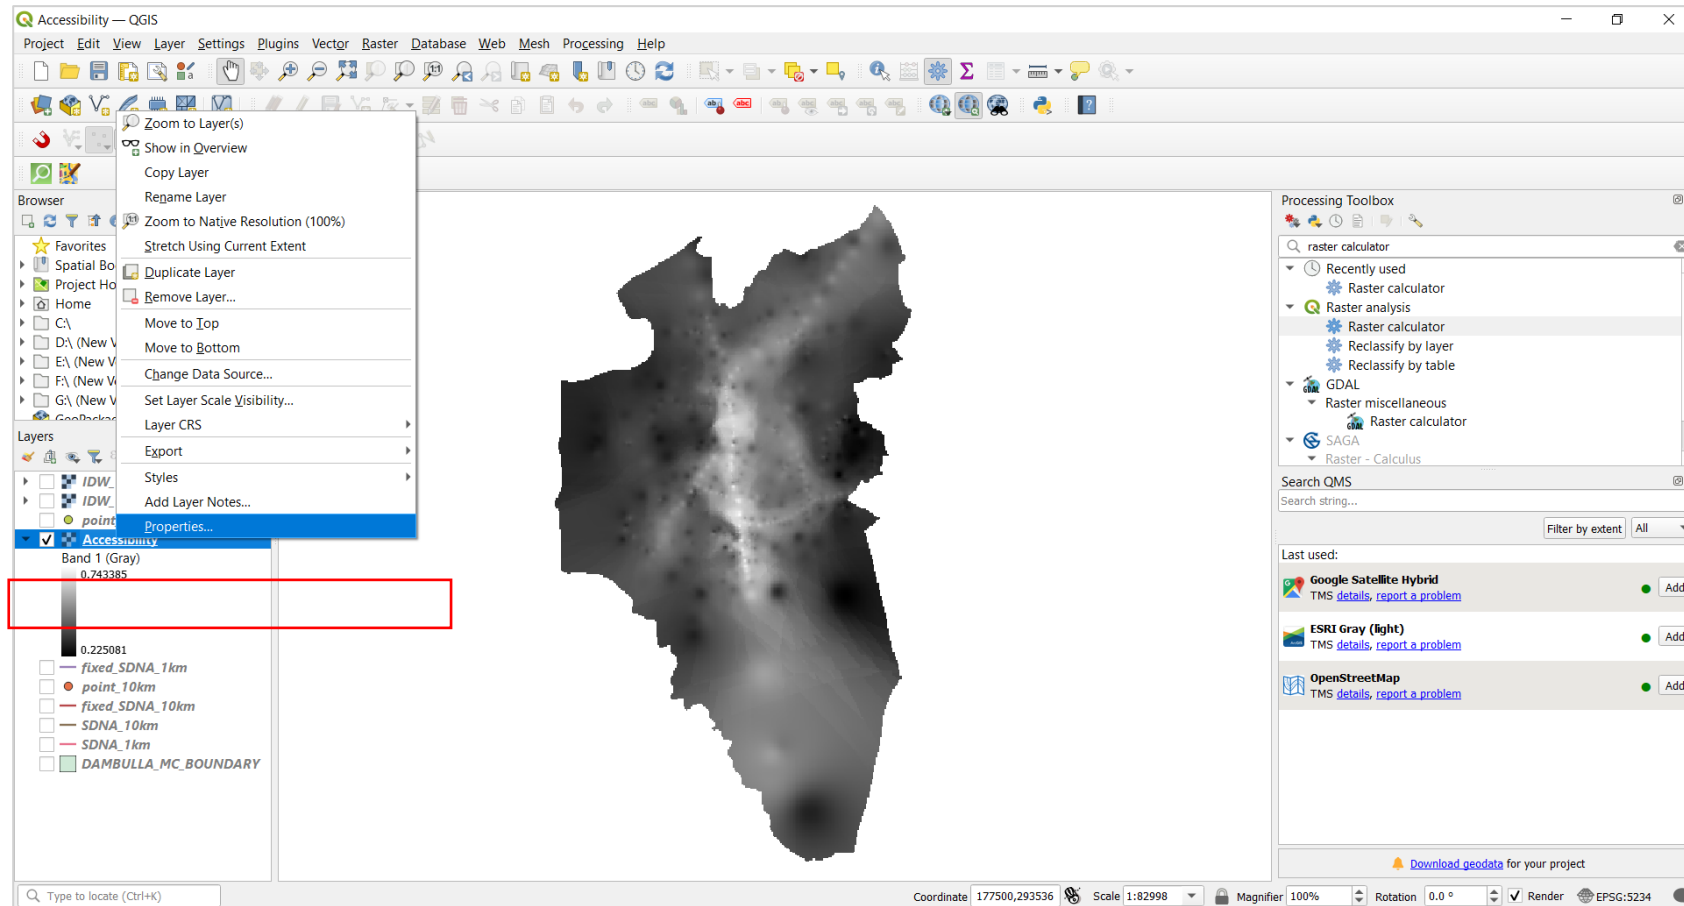 Accessibility — QGIS
Project Edit View Layer Settings Plugins Vector Raster Database Web Mesh Processing Help
Zoom to Layer(s)
Show in Overview
Copy Layer
Rename Layer
Zoom to Native Resolution (100%)
Stretch Using Current Extent
Duplicate Layer
Remove Layer...
Move to Top
Move to Bottom
Change Data Source...
Set Layer Scale Visibility...
Layer CRS
Export
Styles
Add Layer Notes...
Properties...
Browser
Favorites
Spatial Bo
Project Ho
Home
C:\
D:\ (New V
E:\ (New V
F:\ (New V
G:\ (New V
GeoPacka
Layers
IDW_
IDW_
point_
Accessibility
Band 1 (Gray)
0.743385
0.225081
fixed_SDNA_1km
point_10km
fixed_SDNA_10km
SDNA_10km
SDNA_1km
DAMBULLA_MC_BOUNDARY
Processing Toolbox
raster calculator
Recently used
Raster calculator
Raster analysis
Raster calculator
Reclassify by layer
Reclassify by table
GDAL
Raster miscellaneous
Raster calculator
SAGA
Raster - Calculus
Search QMS
Search string...
Filter by extent All
Last used:
Google Satellite Hybrid
TMS details, report a problem
Add
ESRI Gray (light)
TMS details, report a problem
Add
OpenStreetMap
TMS details, report a problem
Add
Download geodata for your project
Type to locate (Ctrl+K)
Coordinate 177500,293536 Scale 1:82998 Magnifier 100% Rotation 0.0 ° Render EPSG:5234